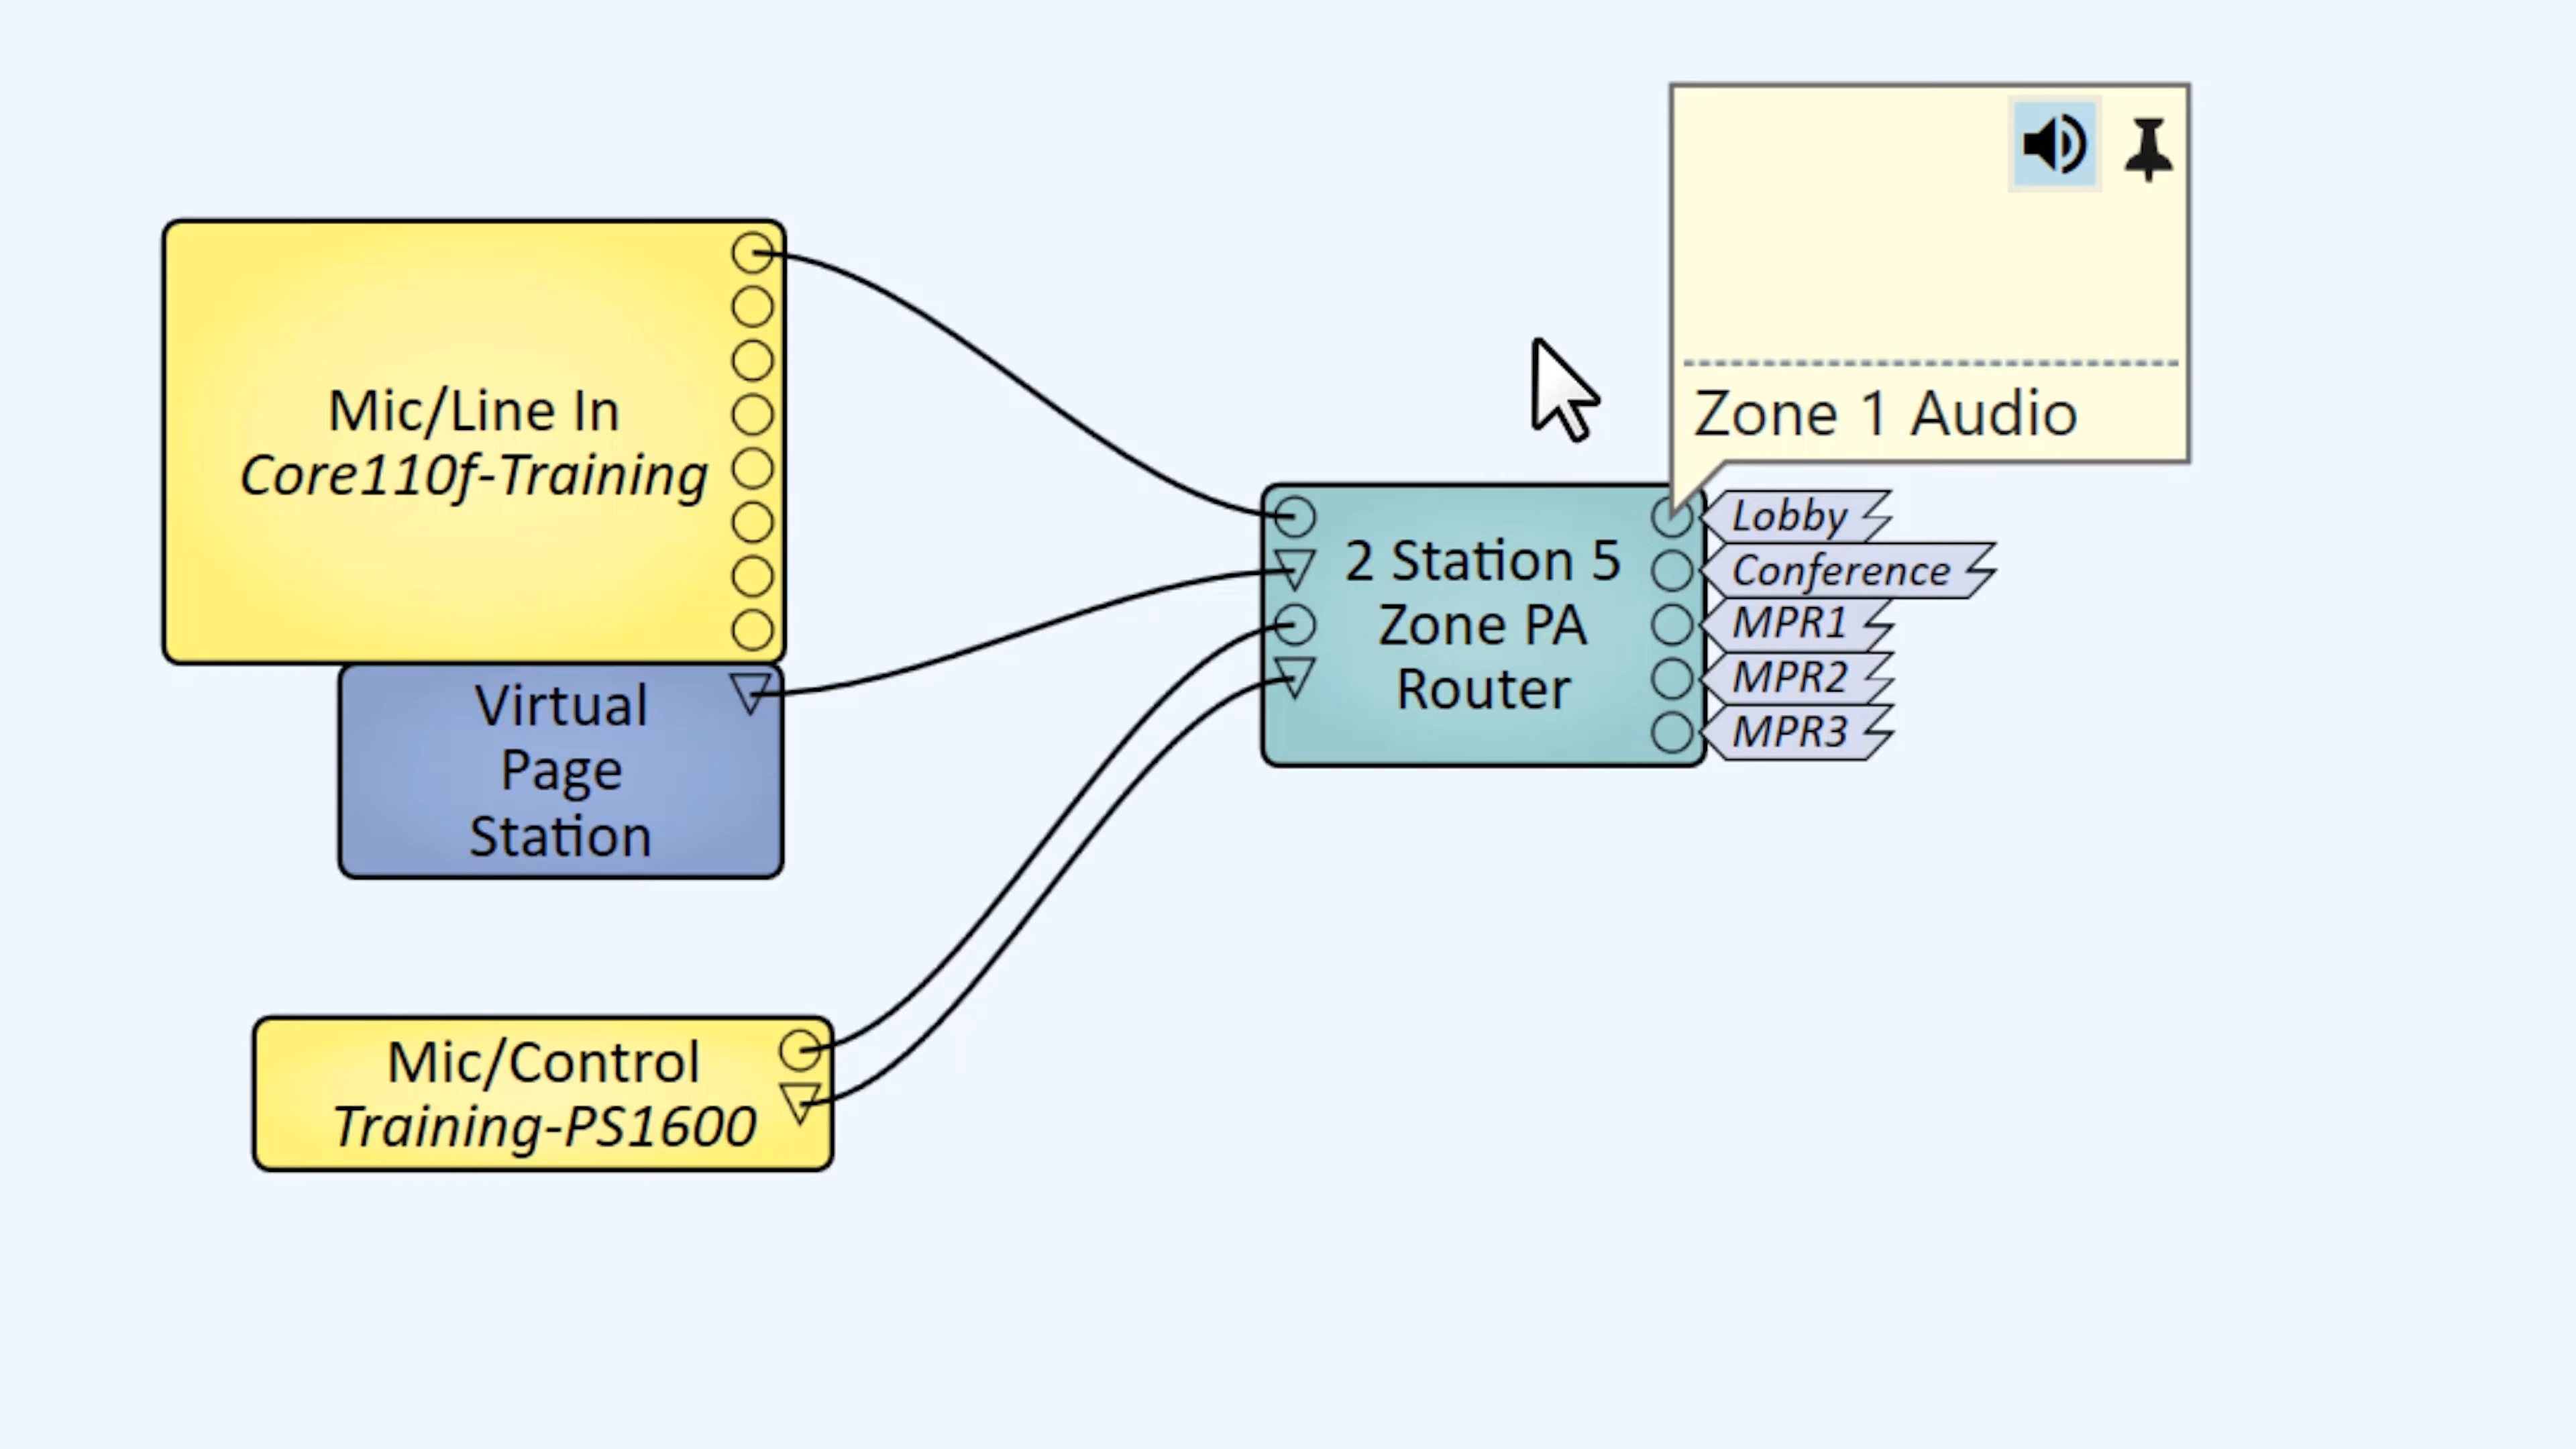 Zone 1 Audio
Mic/Line In
Core110f-Training
Virtual
Page
Station
Mic/Control
Training-PS1600
2 Station 5
Zone PA
Router
Lobby
Conference
MPR1
MPR2
MPR3